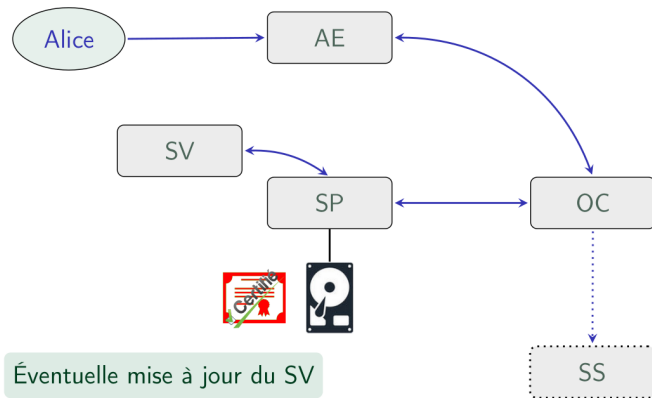 Alice
AE
SV
SP
OC
Certifié
SS
Éventuelle mise à jour du SV